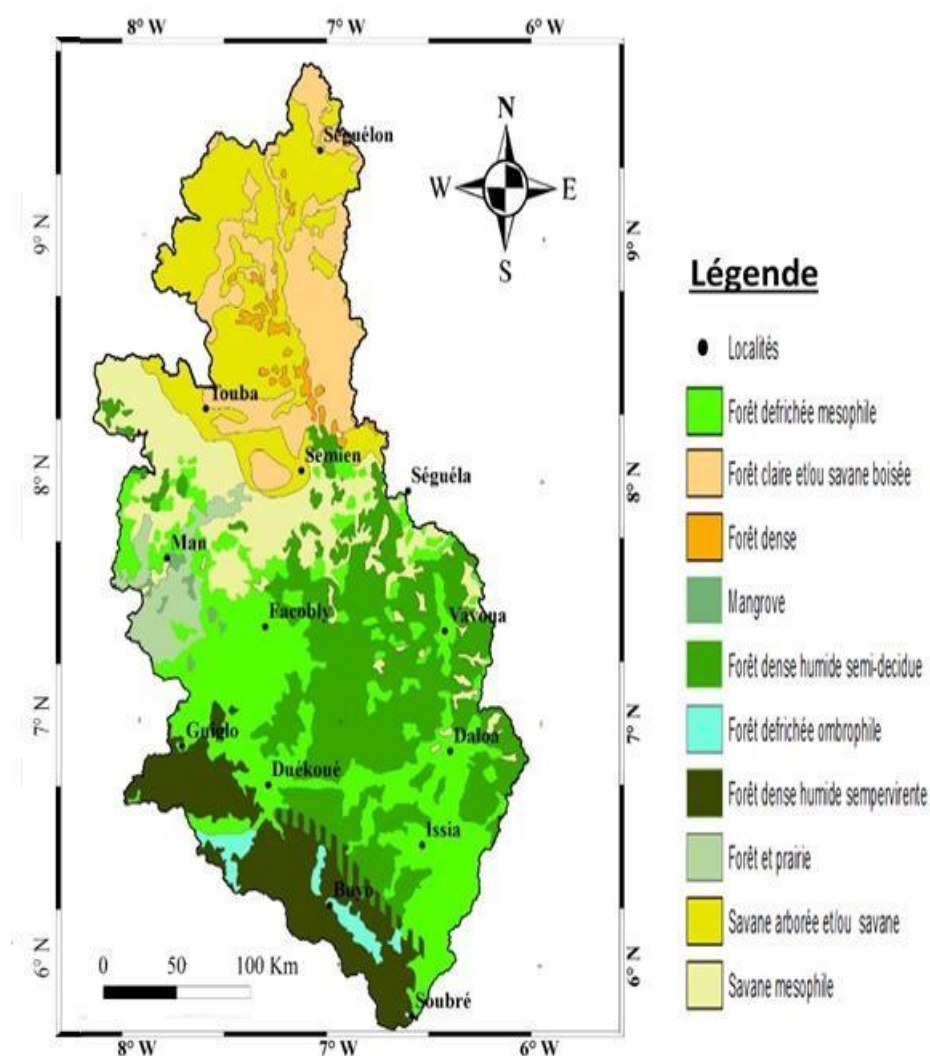 8° W 7° W 6° W
N
W E
S
9° N 9° N
8° N 8° N
7° N 7° N
6° N 6° N
Séguélon
Touba
Semien
Séguéla
Man
Facobly
Vavoua
Guiglo
Daloa
Duékoué
Issia
Buyo
Soubré
0 50 100 Km
8° W 7° W 6° W
Légende
Localités
Forêt defrichée mesophile
Forêt claire et/ou savane boisée
Forêt dense
Mangrove
Forêt dense humide semi-decidue
Forêt defrichée ombrophile
Forêt dense humide sempervirente
Forêt et prairie
Savane arborée et/ou savane
Savane mesophile